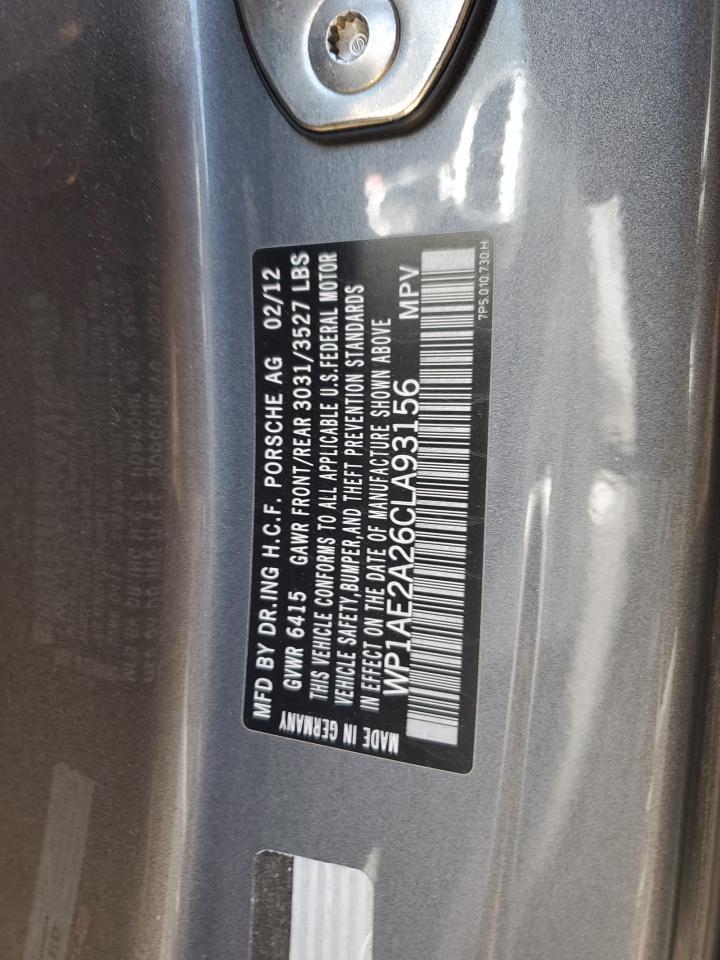 MFD BY DR.ING H.C.F. PORSCHE AG 02/12
GVWR 6415 GAWR FRONT/REAR 3031/3527 LBS
THIS VEHICLE CONFORMS TO ALL APPLICABLE U.S.FEDERAL MOTOR
VEHICLE SAFETY,BUMPER,AND THEFT PREVENTION STANDARDS
IN EFFECT ON THE DATE OF MANUFACTURE SHOWN ABOVE
WP1AE2A26CLA93156 MPV
MADE IN GERMANY
7P5.010.730.H